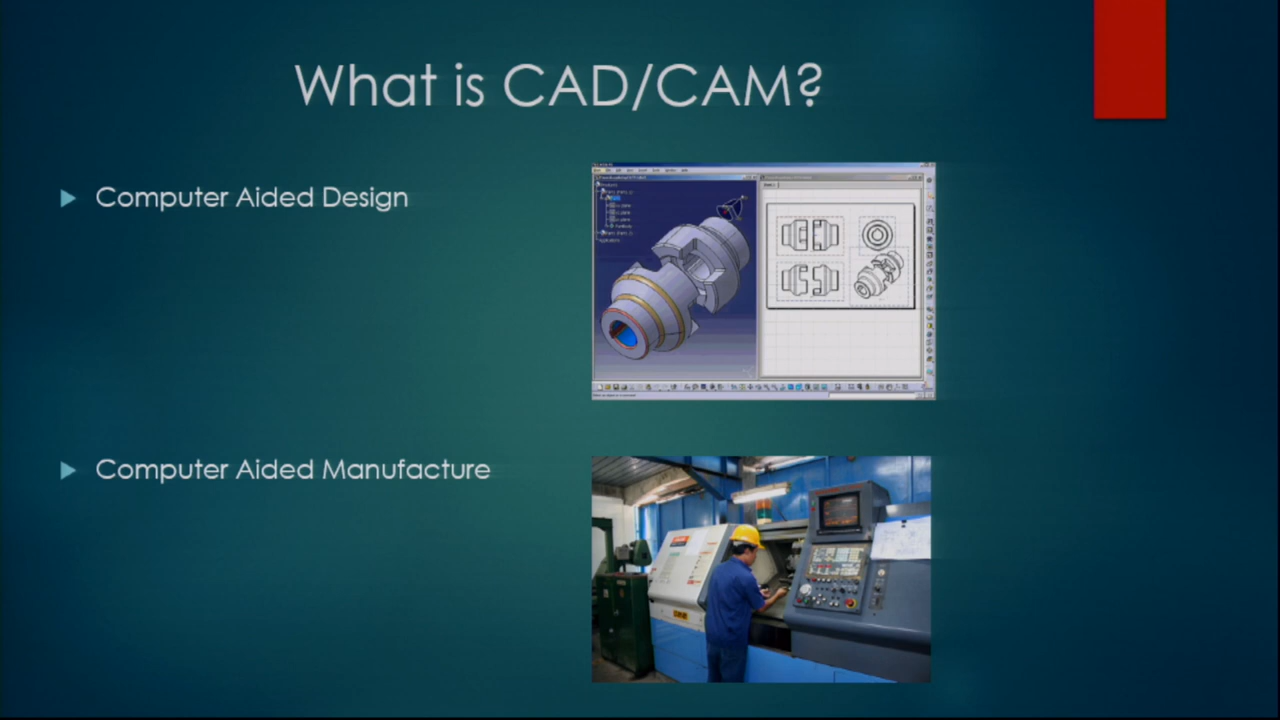 What is CAD/CAM?
Computer Aided Design
Computer Aided Manufacture